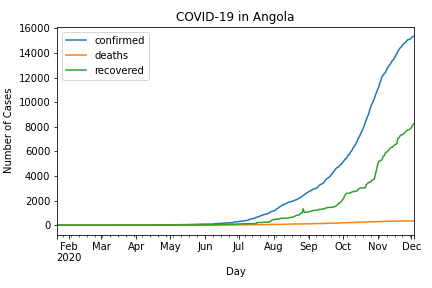 COVID-19 in Angola
confirmed
deaths
recovered
Number of Cases
16000
14000
12000
10000
8000
6000
4000
2000
0
Feb Mar Apr May Jun Jul Aug Sep Oct Nov Dec
2020
Day